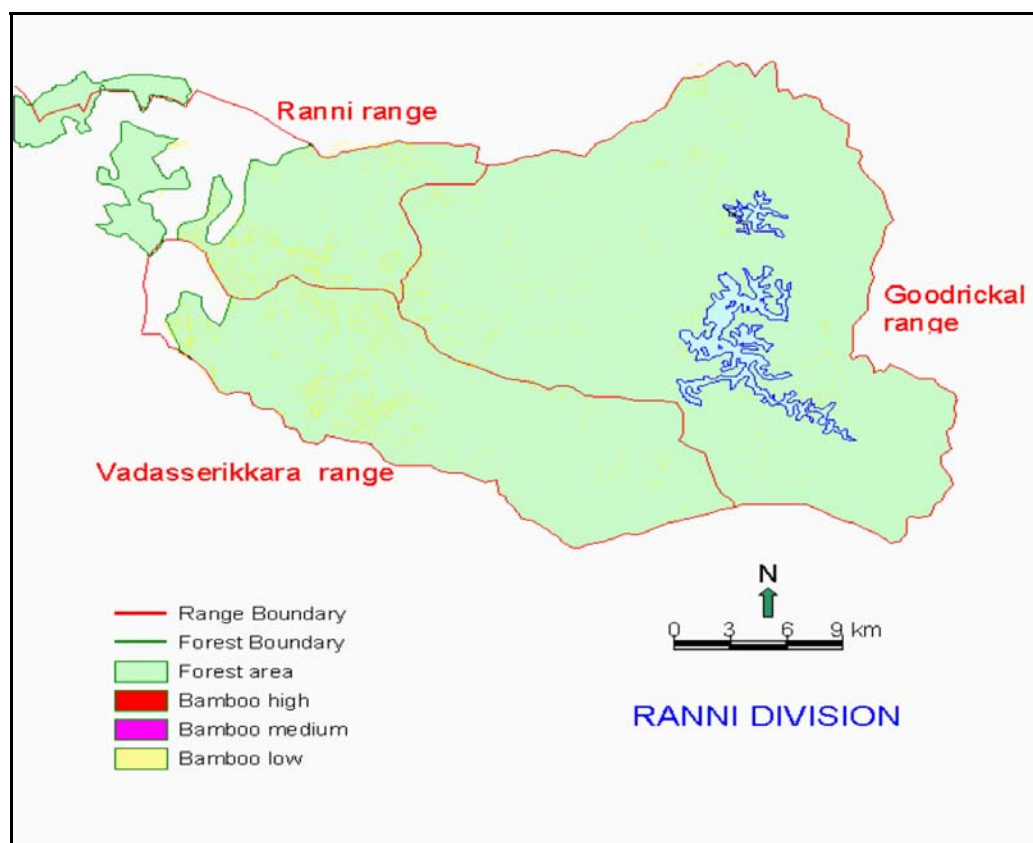 Ranni range
Goodrickal
range
Vadasserikkara range
N
0 3 6 9 km
Range Boundary
Forest Boundary
Forest area
Bamboo high
Bamboo medium
Bamboo low
RANNI DIVISION